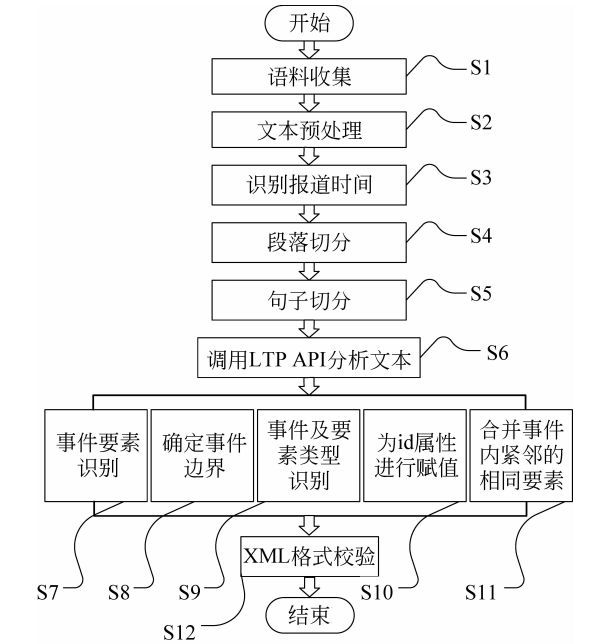 开始
语料收集
S1
文本预处理
S2
识别报道时间
S3
段落切分
S4
句子切分
S5
调用LTP API分析文本
S6
事件要素
识别
确定事件
边界
事件及要
素类型
识别
为id属性
进行赋值
合并事件
内紧邻的
相同要素
XML格式校验
S7
S8
S9
S10
S11
S12
结束